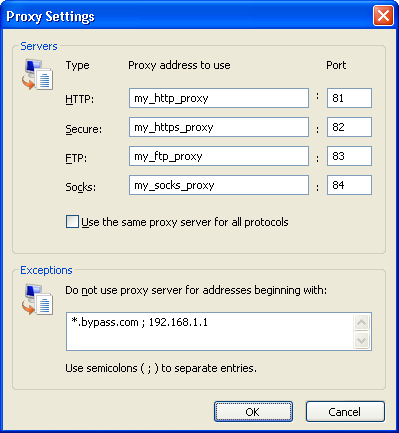 Proxy Settings
Servers
Type Proxy address to use Port
HTTP: my_http_proxy : 81
Secure: my_https_proxy : 82
FTP: my_ftp_proxy : 83
Socks: my_socks_proxy : 84
Use the same proxy server for all protocols
Exceptions
Do not use proxy server for addresses beginning with:
*.bypass.com ; 192.168.1.1
Use semicolons ( ; ) to separate entries.
OK Cancel